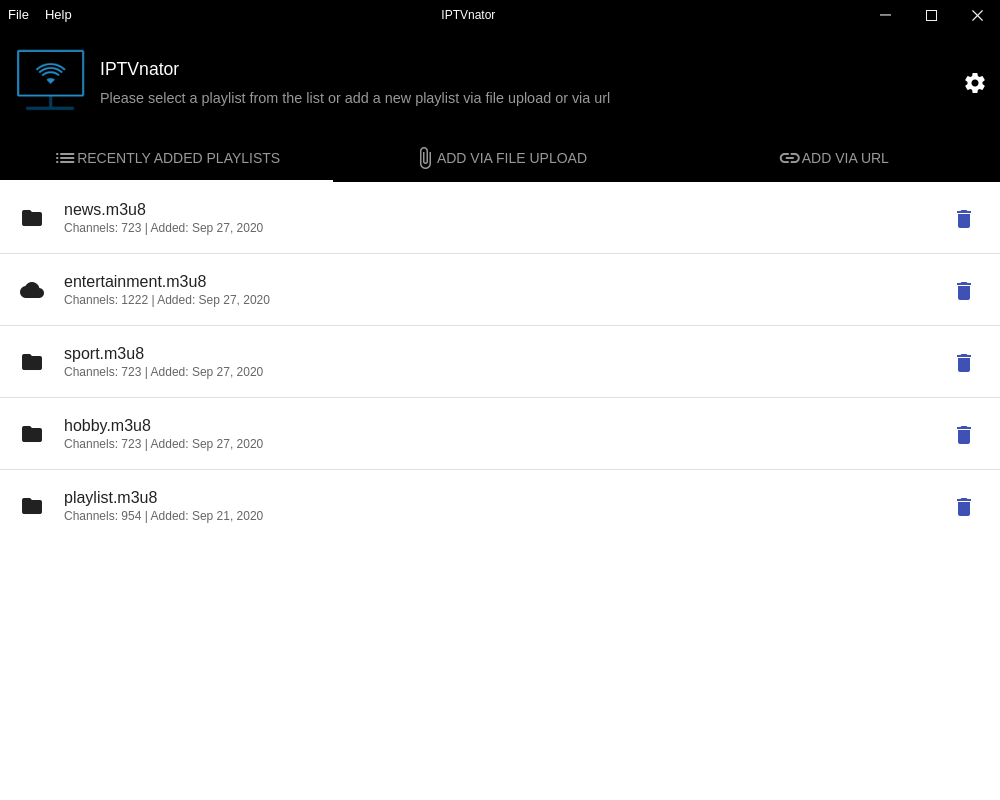 File Help IPTVnator
IPTVnator
Please select a playlist from the list or add a new playlist via file upload or via url
RECENTLY ADDED PLAYLISTS ADD VIA FILE UPLOAD ADD VIA URL
news.m3u8
Channels: 723 | Added: Sep 27, 2020
entertainment.m3u8
Channels: 1222 | Added: Sep 27, 2020
sport.m3u8
Channels: 723 | Added: Sep 27, 2020
hobby.m3u8
Channels: 723 | Added: Sep 27, 2020
playlist.m3u8
Channels: 954 | Added: Sep 21, 2020